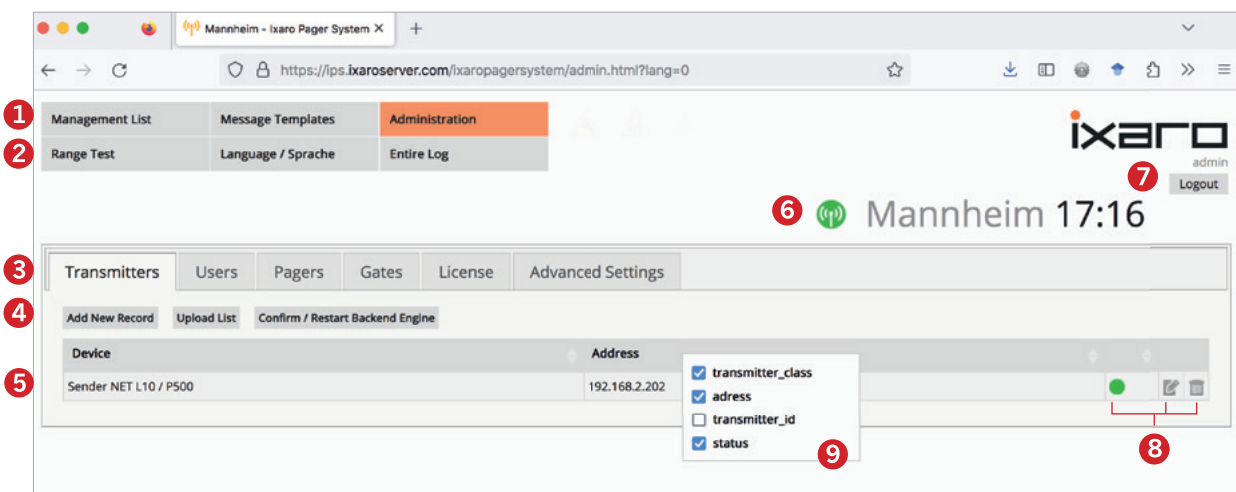 Mannheim - Ixaro Pager System
https://ips.ixaroserver.com/ixaropagersystem/admin.html?lang=0
1 Management List Message Templates Administration
2 Range Test Language / Sprache Entire Log
ixaro
admin
7 Logout
6 Mannheim 17:16
3 Transmitters Users Pagers Gates License Advanced Settings
4 Add New Record Upload List Confirm / Restart Backend Engine
Device Address
5 Sender NET L10 / P500 192.168.2.202
transmitter_class
adress
transmitter_id
status
9
8